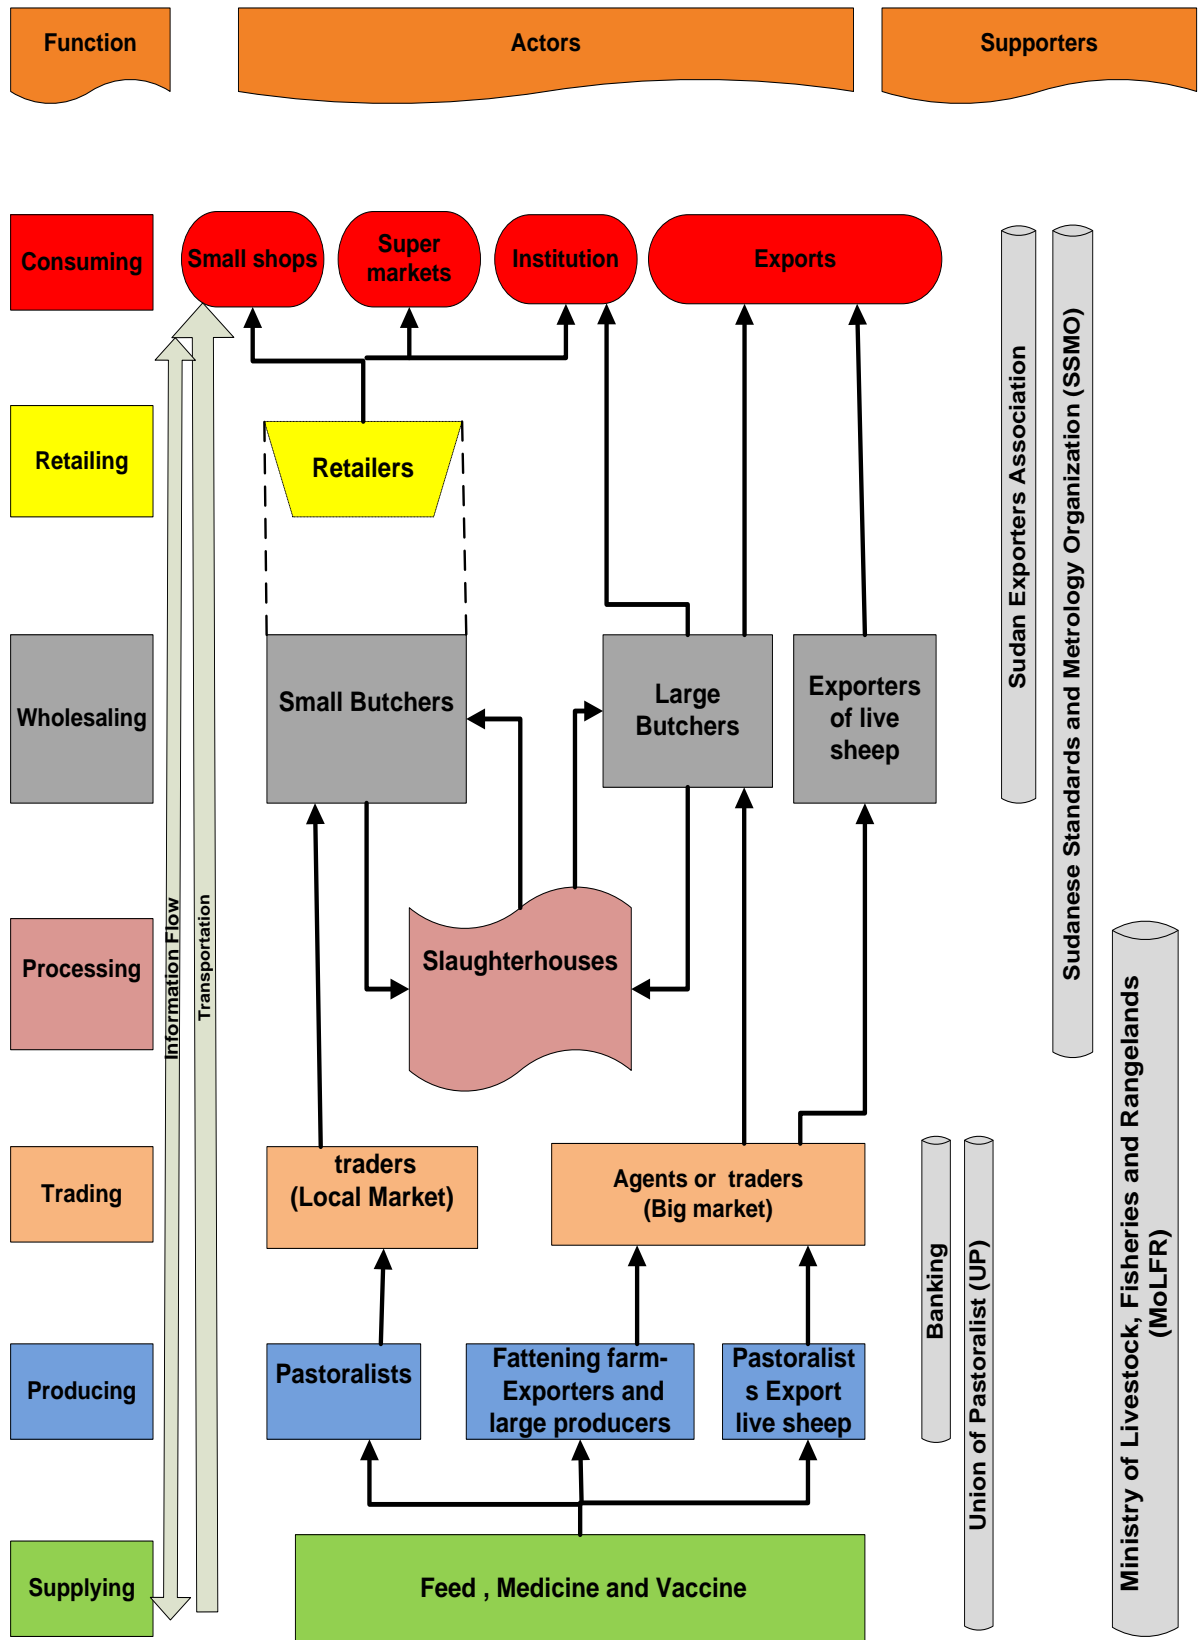 Function
Actors
Supporters
Consuming
Small shops
Super
markets
Institution
Exports
Retailing
Retailers
Wholesaling
Small Butchers
Large
Butchers
Exporters
of live
sheep
Processing
Slaughterhouses
Trading
traders
(Local Market)
Agents or traders
(Big market)
Producing
Pastoralists
Fattening farm-
Exporters and
large producers
Pastoralist
s Export
live sheep
Supplying
Feed , Medicine and Vaccine
Information Flow
Transportation
Sudan Exporters Association
Sudanese Standards and Metrology Organization (SSMO)
Banking
Union of Pastoralist (UP)
Ministry of Livestock, Fisheries and Rangelands
(MoLFR)